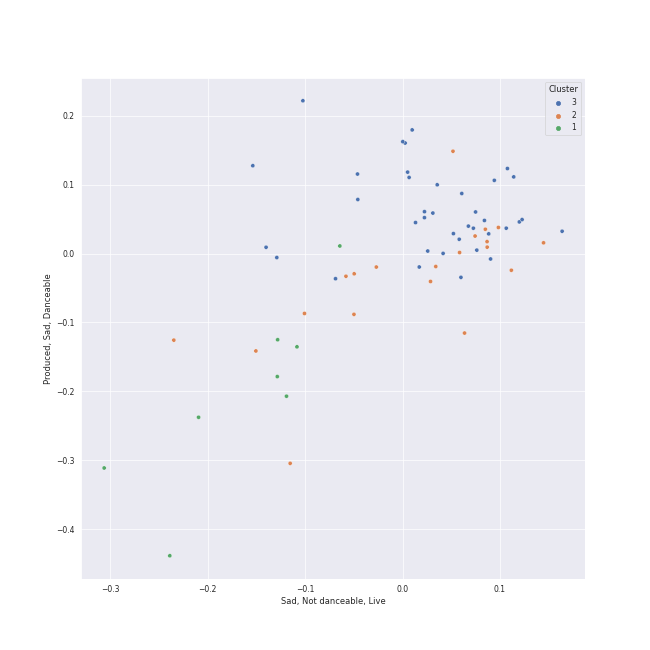 Cluster
3
2
1
0.2
0.1
0.0
−0.1
−0.2
−0.3
−0.4
Produced, Sad, Danceable
−0.3 −0.2 −0.1 0.0 0.1
Sad, Not danceable, Live